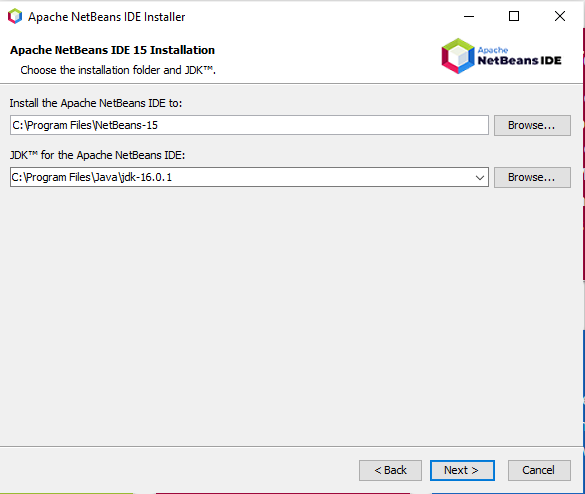 Apache NetBeans IDE Installer
Apache NetBeans IDE 15 Installation
Choose the installation folder and JDK™.
Apache
NetBeans IDE
Install the Apache NetBeans IDE to:
C:\Program Files\NetBeans-15
Browse...
JDK™ for the Apache NetBeans IDE:
C:\Program Files\Java\jdk-16.0.1
Browse...
< Back
Next >
Cancel